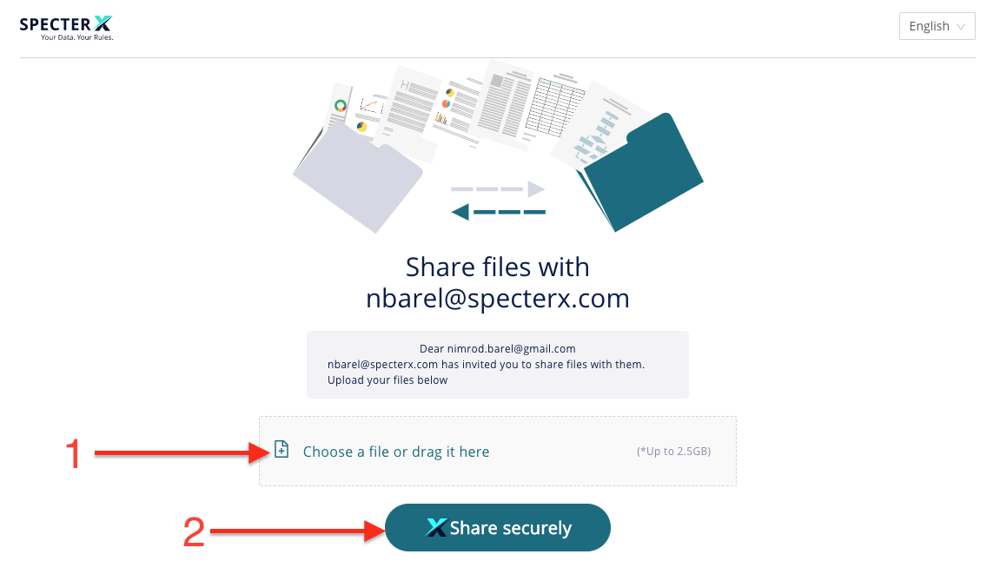 SPECTERX
Your Data. Your Rules.
English
Share files with
nbarel@specterx.com
Dear nimrod.barel@gmail.com
nbarel@specterx.com has invited you to share files with them.
Upload your files below
1
Choose a file or drag it here
(*Up to 2.5GB)
2
Share securely